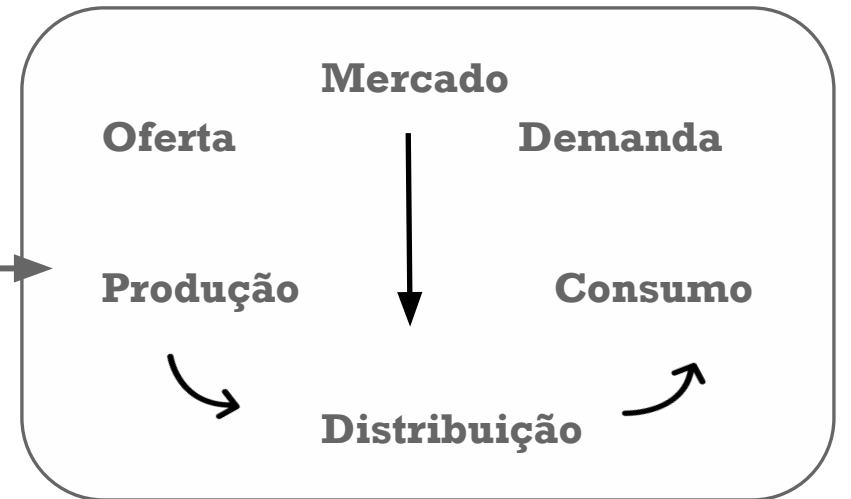 Mercado
Oferta
Demanda
Produção
Consumo
Distribuição